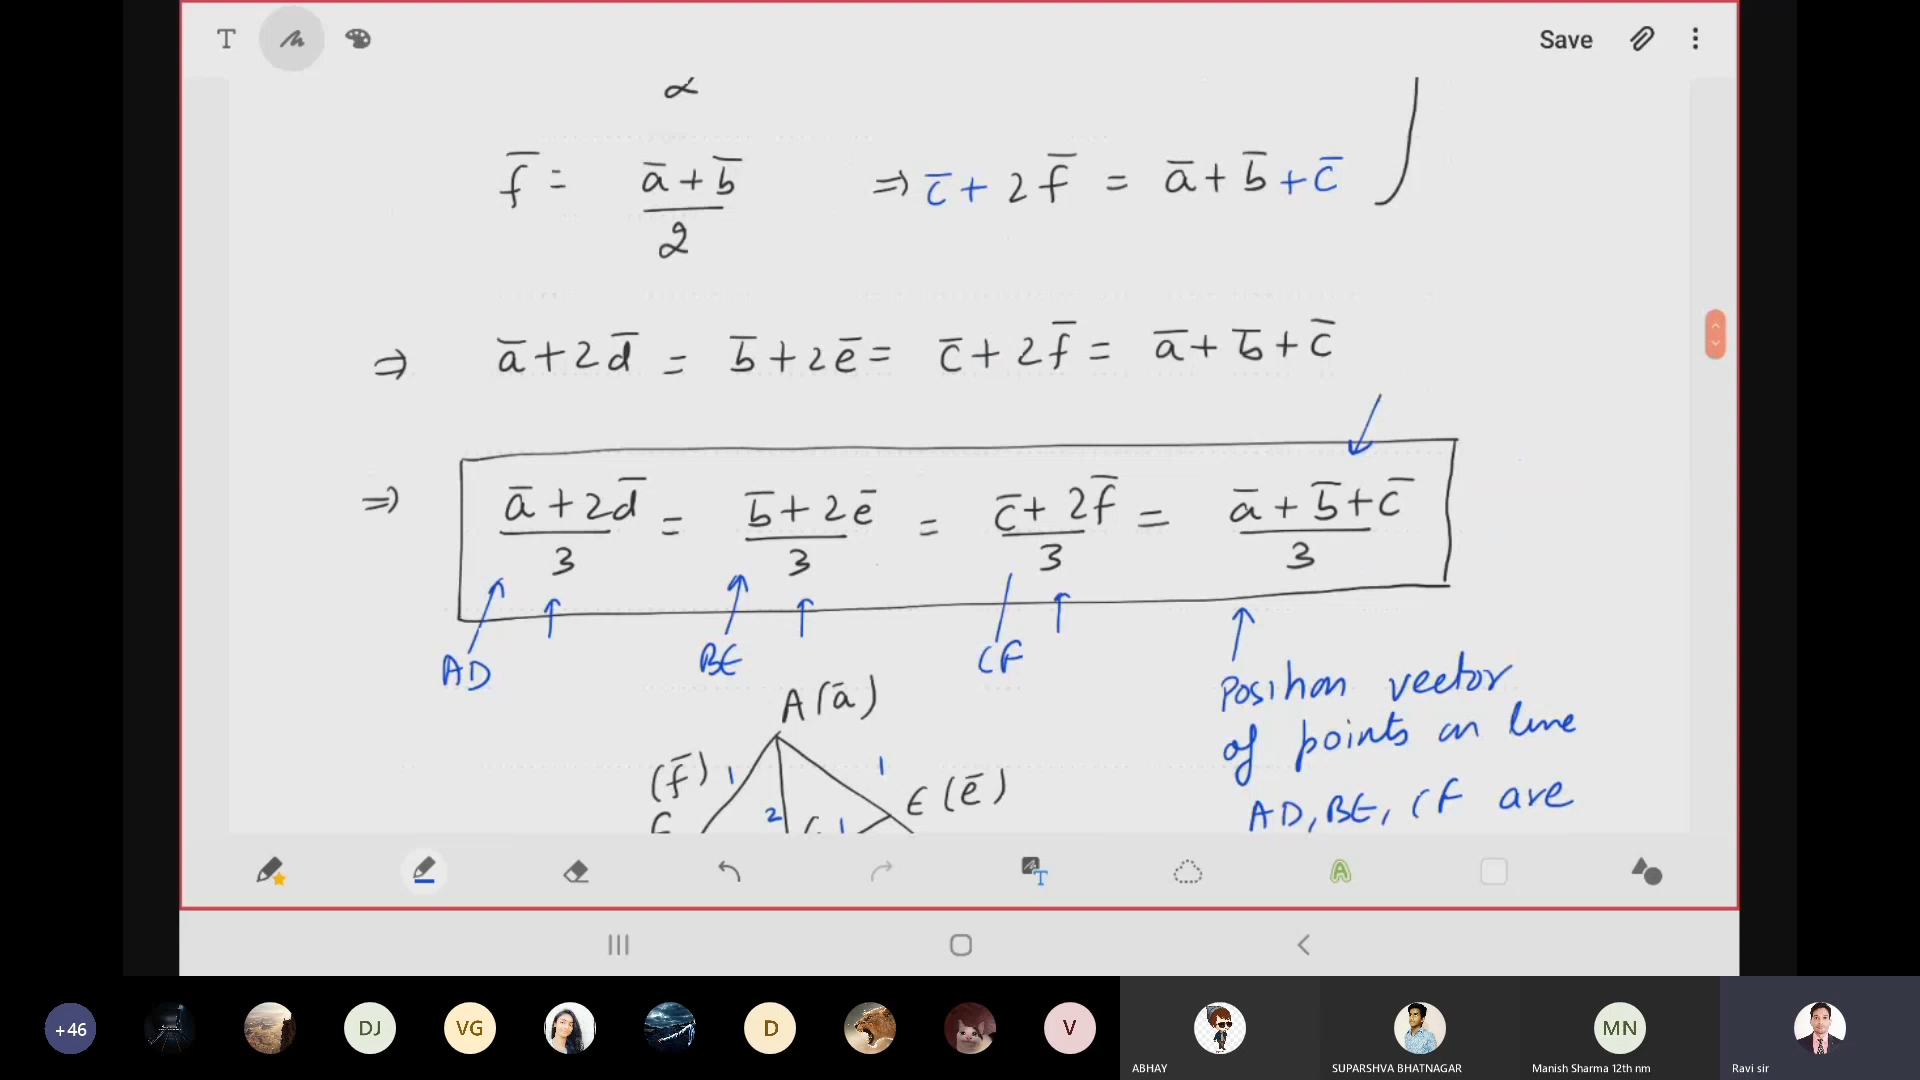 T Save
α
f̄ = (ā + b̄)/2 ⇒ c̄ + 2f̄ = ā + b̄ + c̄
⇒ ā + 2d̄ = b̄ + 2ē = c̄ + 2f̄ = ā + b̄ + c̄
⇒ (ā + 2d̄)/3 = (b̄ + 2ē)/3 = (c̄ + 2f̄)/3 = (ā + b̄ + c̄)/3
AD BE CF
Position vector
of points on line
AD, BE, CF are
A(ā)
(f̄) 1 1 E(ē)
2 1
A
+46 DJ VG D V MN
ABHAY SUPARSHVA BHATNAGAR Manish Sharma 12th nm Ravi sir